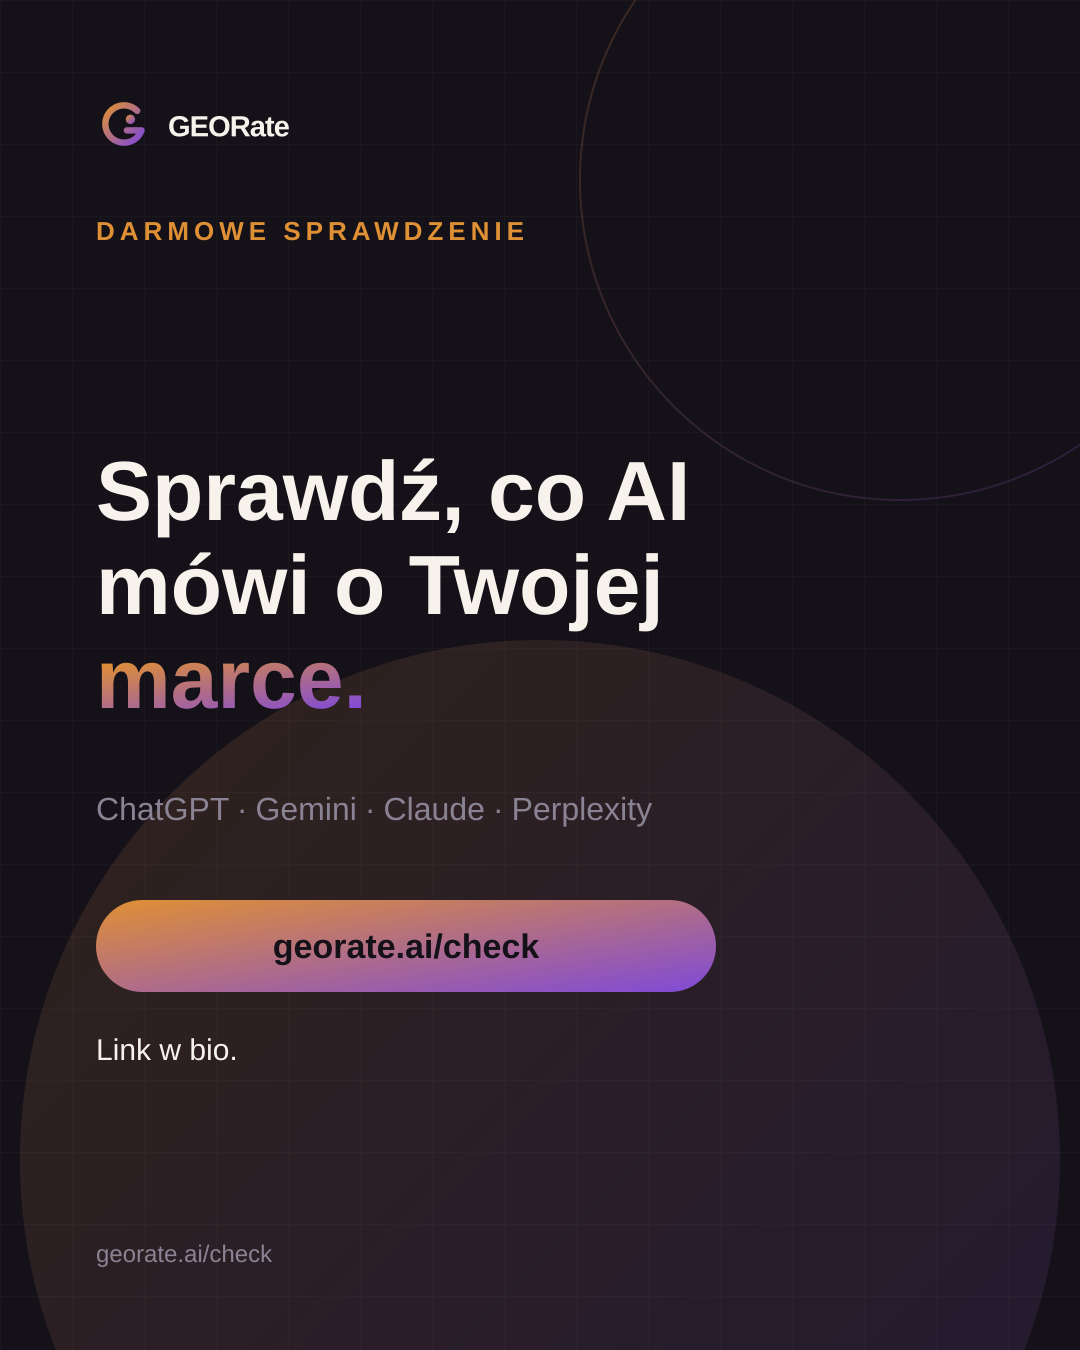 GEORate
DARMOWE SPRAWDZENIE
Sprawdź, co AI
mówi o Twojej
marce.
ChatGPT · Gemini · Claude · Perplexity
georate.ai/check
Link w bio.
georate.ai/check